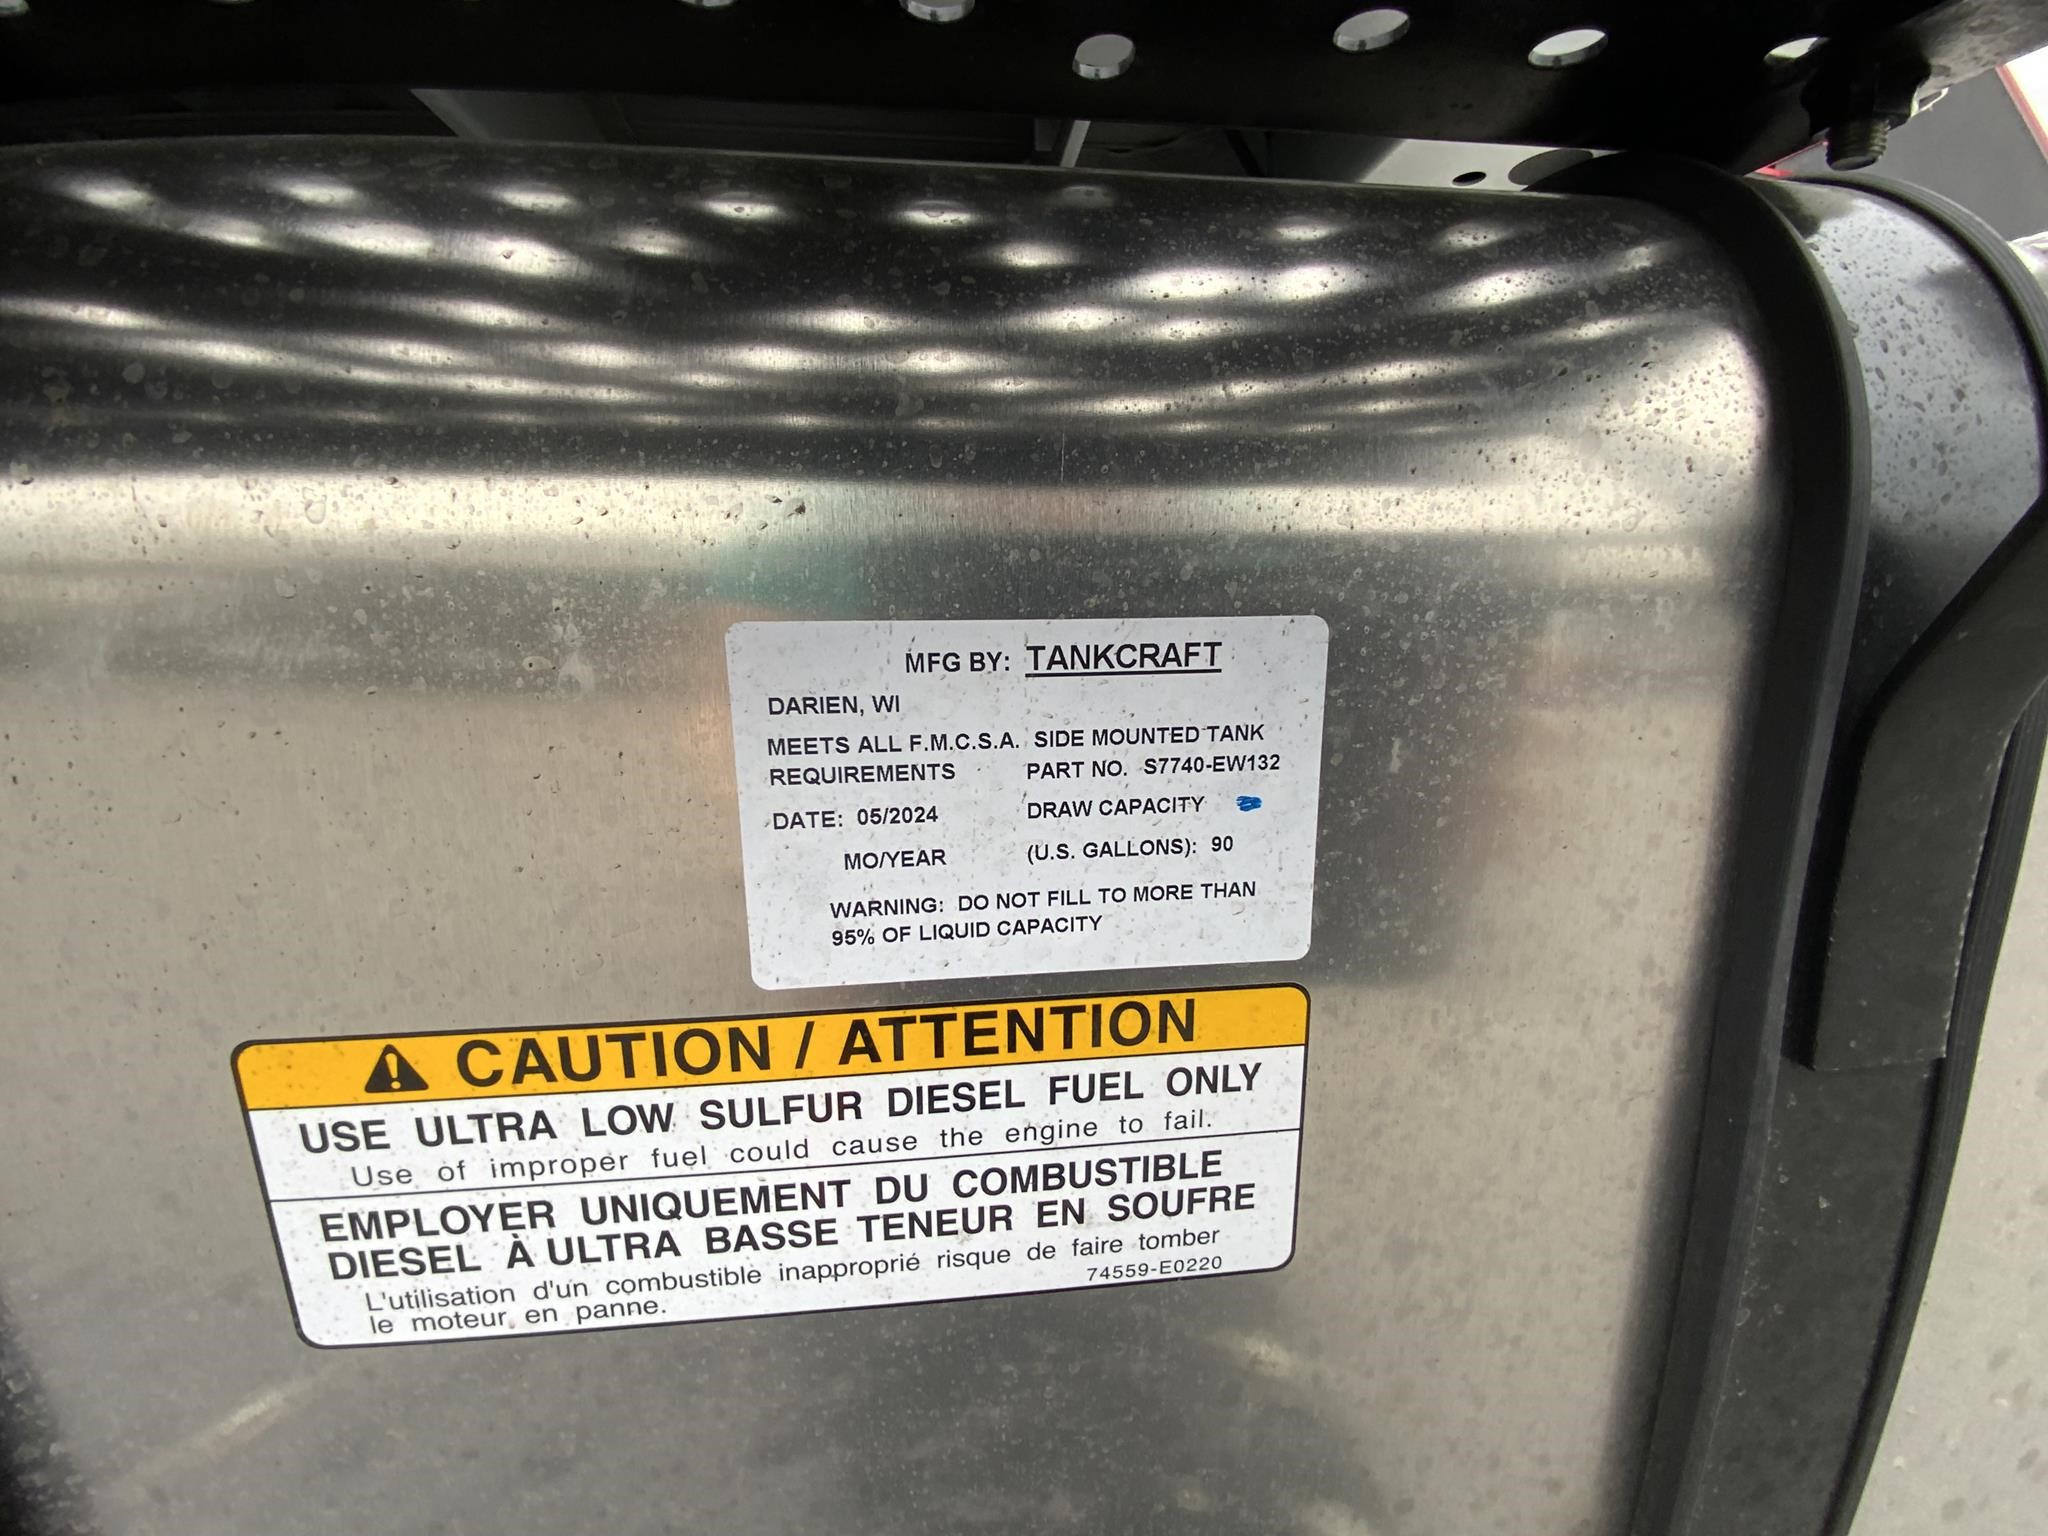 MFG BY: TANKCRAFT
DARIEN, WI
MEETS ALL F.M.C.S.A. SIDE MOUNTED TANK
REQUIREMENTS PART NO. S7740-EW132
DATE: 05/2024 DRAW CAPACITY
MO/YEAR (U.S. GALLONS): 90
WARNING: DO NOT FILL TO MORE THAN
95% OF LIQUID CAPACITY
CAUTION / ATTENTION
USE ULTRA LOW SULFUR DIESEL FUEL ONLY
Use of improper fuel could cause the engine to fail.
EMPLOYER UNIQUEMENT DU COMBUSTIBLE
DIESEL À ULTRA BASSE TENEUR EN SOUFRE
L'utilisation d'un combustible inapproprié risque de faire tomber
le moteur en panne.
74559-E0220